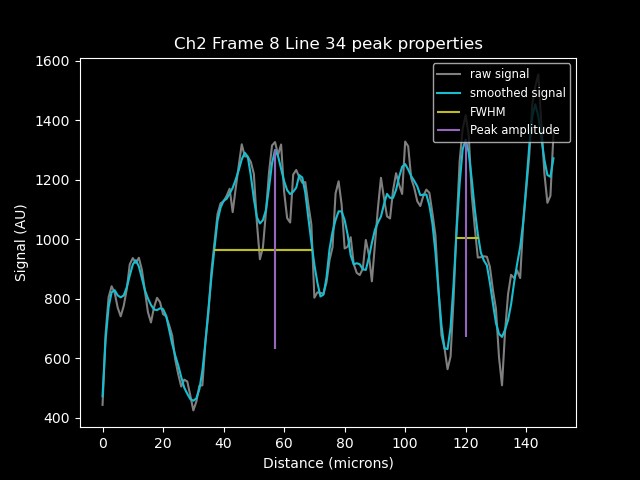 Ch2 Frame 8 Line 34 peak properties
raw signal
smoothed signal
FWHM
Peak amplitude
Signal (AU)
1600
1400
1200
1000
800
600
400
0 20 40 60 80 100 120 140
Distance (microns)